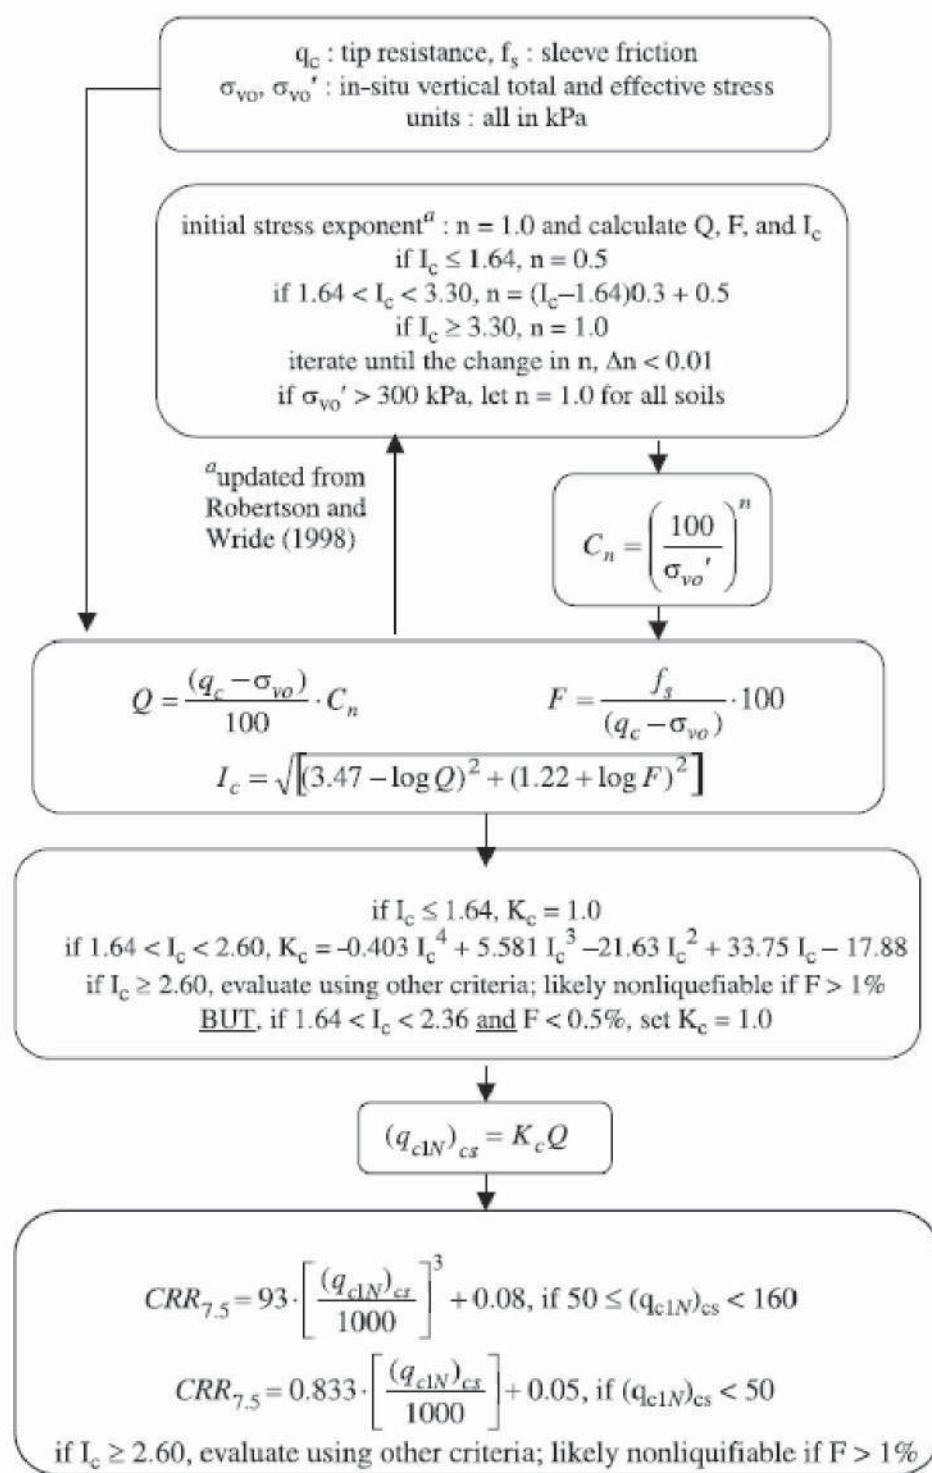 q_c : tip resistance, f_s : sleeve friction
σ_vo, σ_vo' : in-situ vertical total and effective stress
units : all in kPa
initial stress exponent^a : n = 1.0 and calculate Q, F, and I_c
if I_c ≤ 1.64, n = 0.5
if 1.64 < I_c < 3.30, n = (I_c–1.64)0.3 + 0.5
if I_c ≥ 3.30, n = 1.0
iterate until the change in n, Δn < 0.01
if σ_vo' > 300 kPa, let n = 1.0 for all soils
^a updated from
Robertson and
Wride (1998)
C_n = (100 / σ_vo')^n
Q = (q_c – σ_vo) / 100 · C_n
F = f_s / (q_c – σ_vo) · 100
I_c = √[(3.47 – log Q)^2 + (1.22 + log F)^2]
if I_c ≤ 1.64, K_c = 1.0
if 1.64 < I_c < 2.60, K_c = –0.403 I_c^4 + 5.581 I_c^3 –21.63 I_c^2 + 33.75 I_c – 17.88
if I_c ≥ 2.60, evaluate using other criteria; likely nonliquefiable if F > 1%
BUT, if 1.64 < I_c < 2.36 and F < 0.5%, set K_c = 1.0
(q_c1N)_cs = K_c Q
CRR_7.5 = 93 · [(q_c1N)_cs / 1000]^3 + 0.08, if 50 ≤ (q_c1N)_cs < 160
CRR_7.5 = 0.833 · [(q_c1N)_cs / 1000] + 0.05, if (q_c1N)_cs < 50
if I_c ≥ 2.60, evaluate using other criteria; likely nonliquifiable if F > 1%